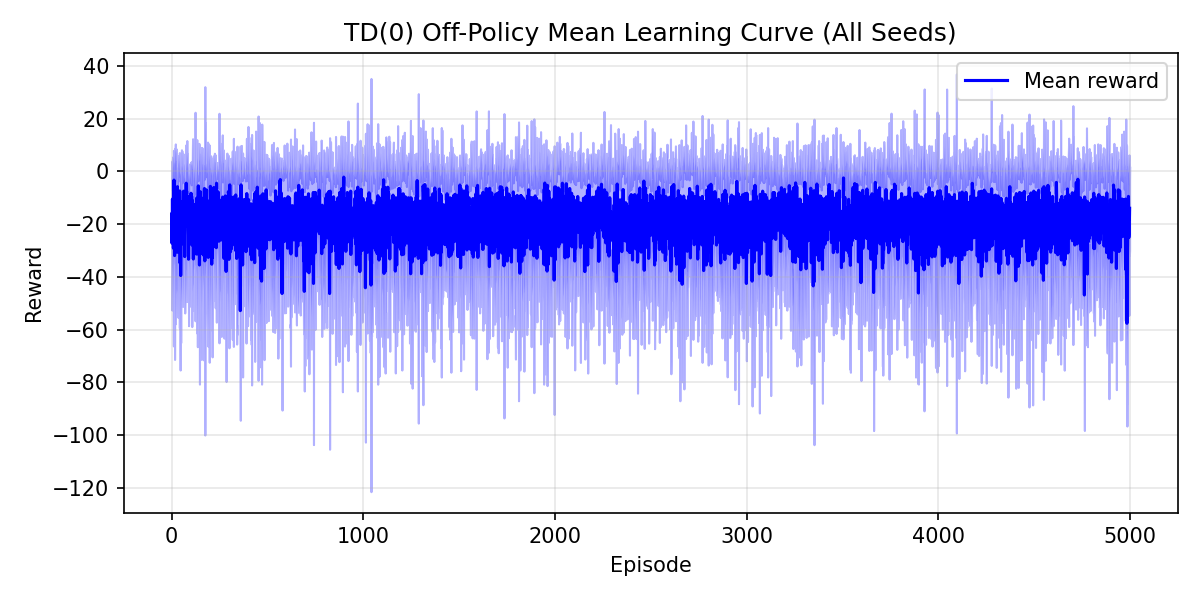 TD(0) Off-Policy Mean Learning Curve (All Seeds)
Mean reward
Reward
40
20
0
−20
−40
−60
−80
−100
−120
0 1000 2000 3000 4000 5000
Episode